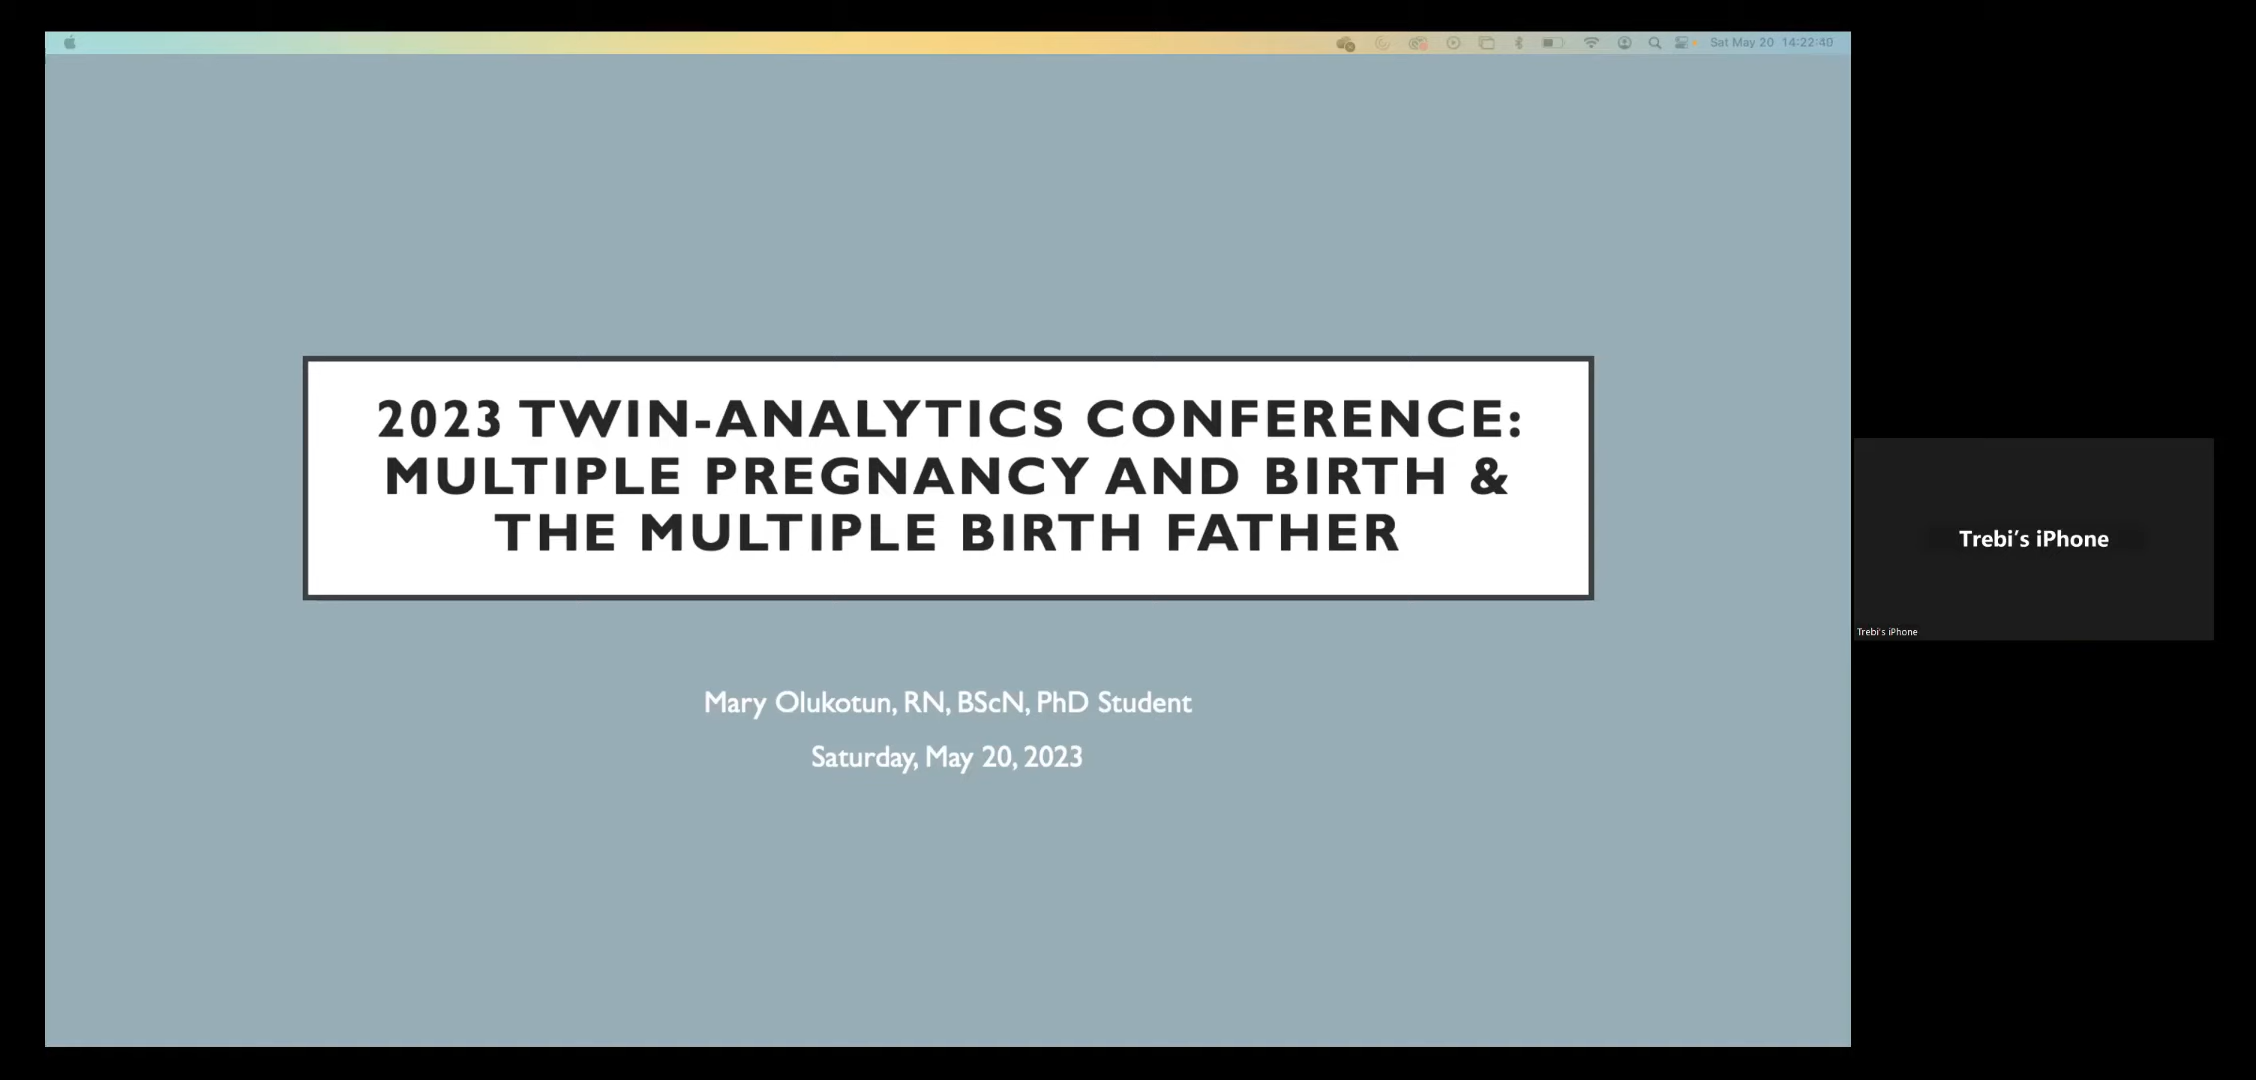 Sat May 20 14:22:40
2023 TWIN-ANALYTICS CONFERENCE:
MULTIPLE PREGNANCY AND BIRTH &
THE MULTIPLE BIRTH FATHER
Mary Olukotun, RN, BScN, PhD Student
Saturday, May 20, 2023
Trebi's iPhone
Trebi's iPhone